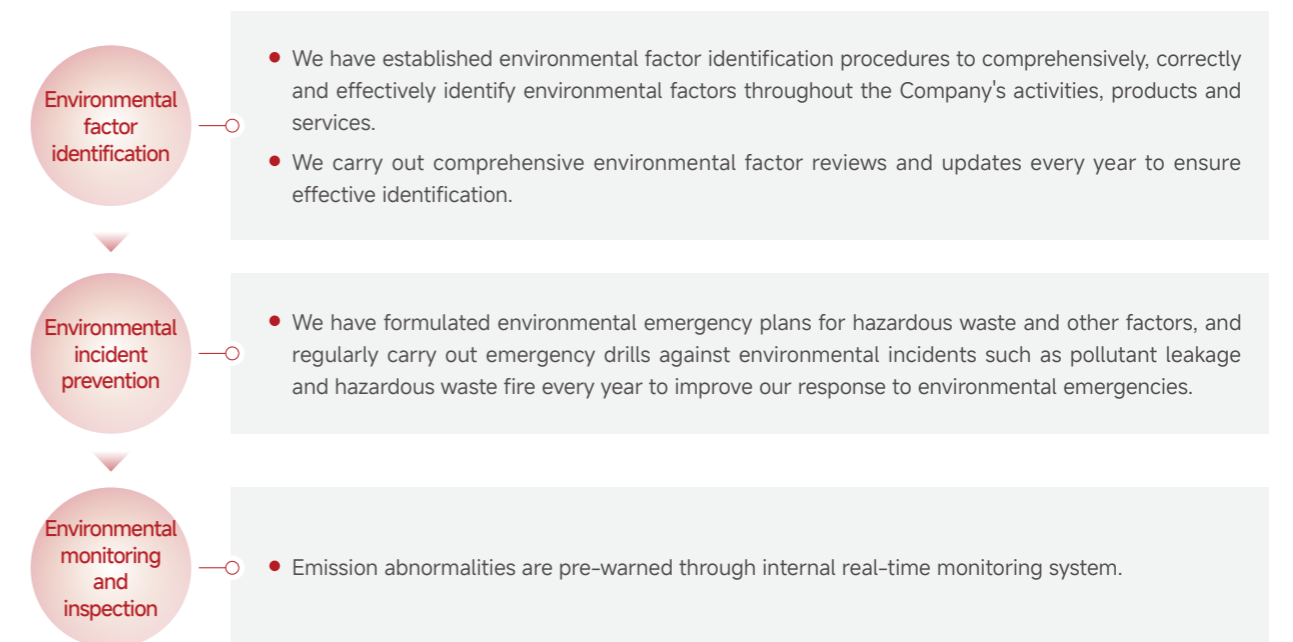 Environmental
factor
identification
• We have established environmental factor identification procedures to comprehensively, correctly
and effectively identify environmental factors throughout the Company's activities, products and
services.
• We carry out comprehensive environmental factor reviews and updates every year to ensure
effective identification.
Environmental
incident
prevention
• We have formulated environmental emergency plans for hazardous waste and other factors, and
regularly carry out emergency drills against environmental incidents such as pollutant leakage
and hazardous waste fire every year to improve our response to environmental emergencies.
Environmental
monitoring
and
inspection
• Emission abnormalities are pre-warned through internal real-time monitoring system.